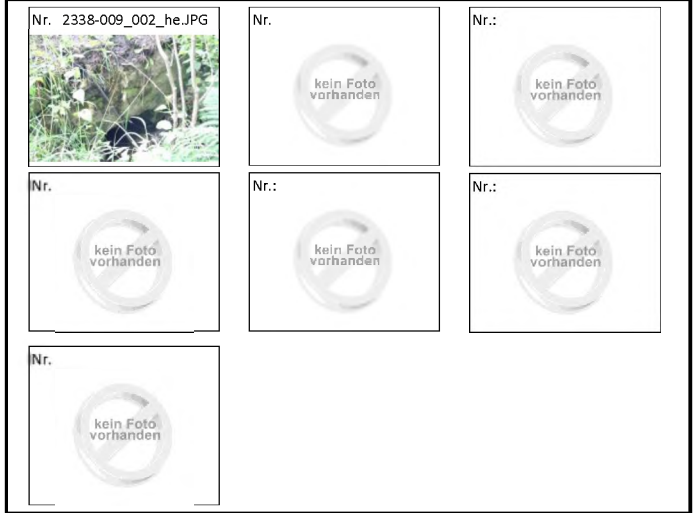 Nr. 2338-009_002_he.JPG
Nr.
kein Foto
vorhanden
Nr.:
kein Foto
vorhanden
Nr.
kein Foto
vorhanden
Nr.:
kein Foto
vorhanden
Nr.:
kein Foto
vorhanden
Nr.
kein Foto
vorhanden